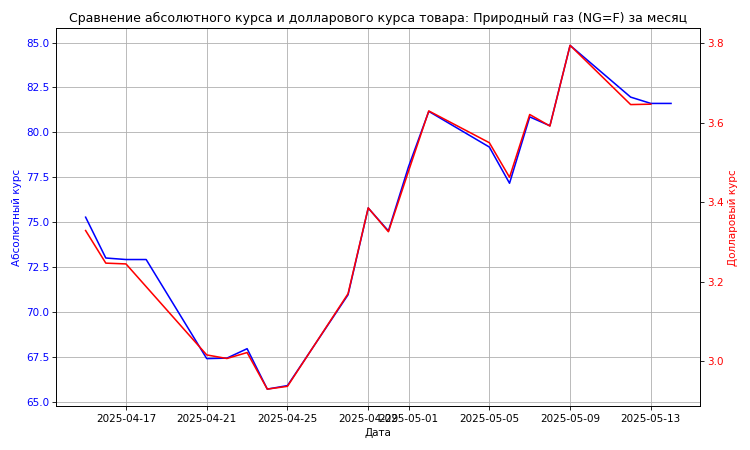 Сравнение абсолютного курса и долларового курса товара: Природный газ (NG=F) за месяц
85.0
82.5
80.0
77.5
75.0
72.5
70.0
67.5
65.0
Абсолютный курс
3.8
3.6
3.4
3.2
3.0
Долларовый курс
2025-04-17 2025-04-21 2025-04-25 2025-04-29 2025-05-01 2025-05-05 2025-05-09 2025-05-13
Дата